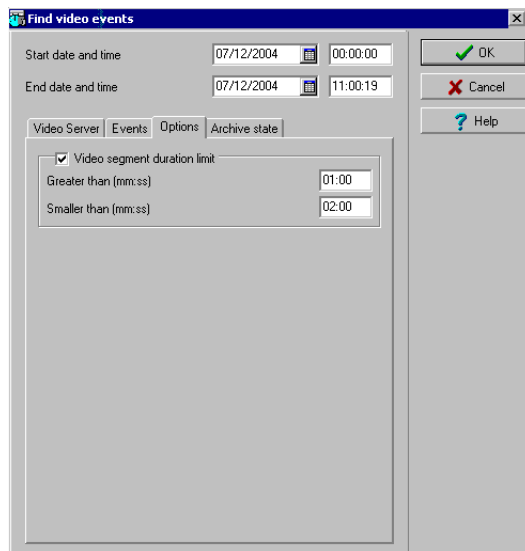 Find video events
Start date and time 07/12/2004 00:00:00 OK
End date and time 07/12/2004 11:00:19 Cancel
Help
Video Server Events Options Archive state
Video segment duration limit
Greater than (mm:ss) 01:00
Smaller than (mm:ss) 02:00